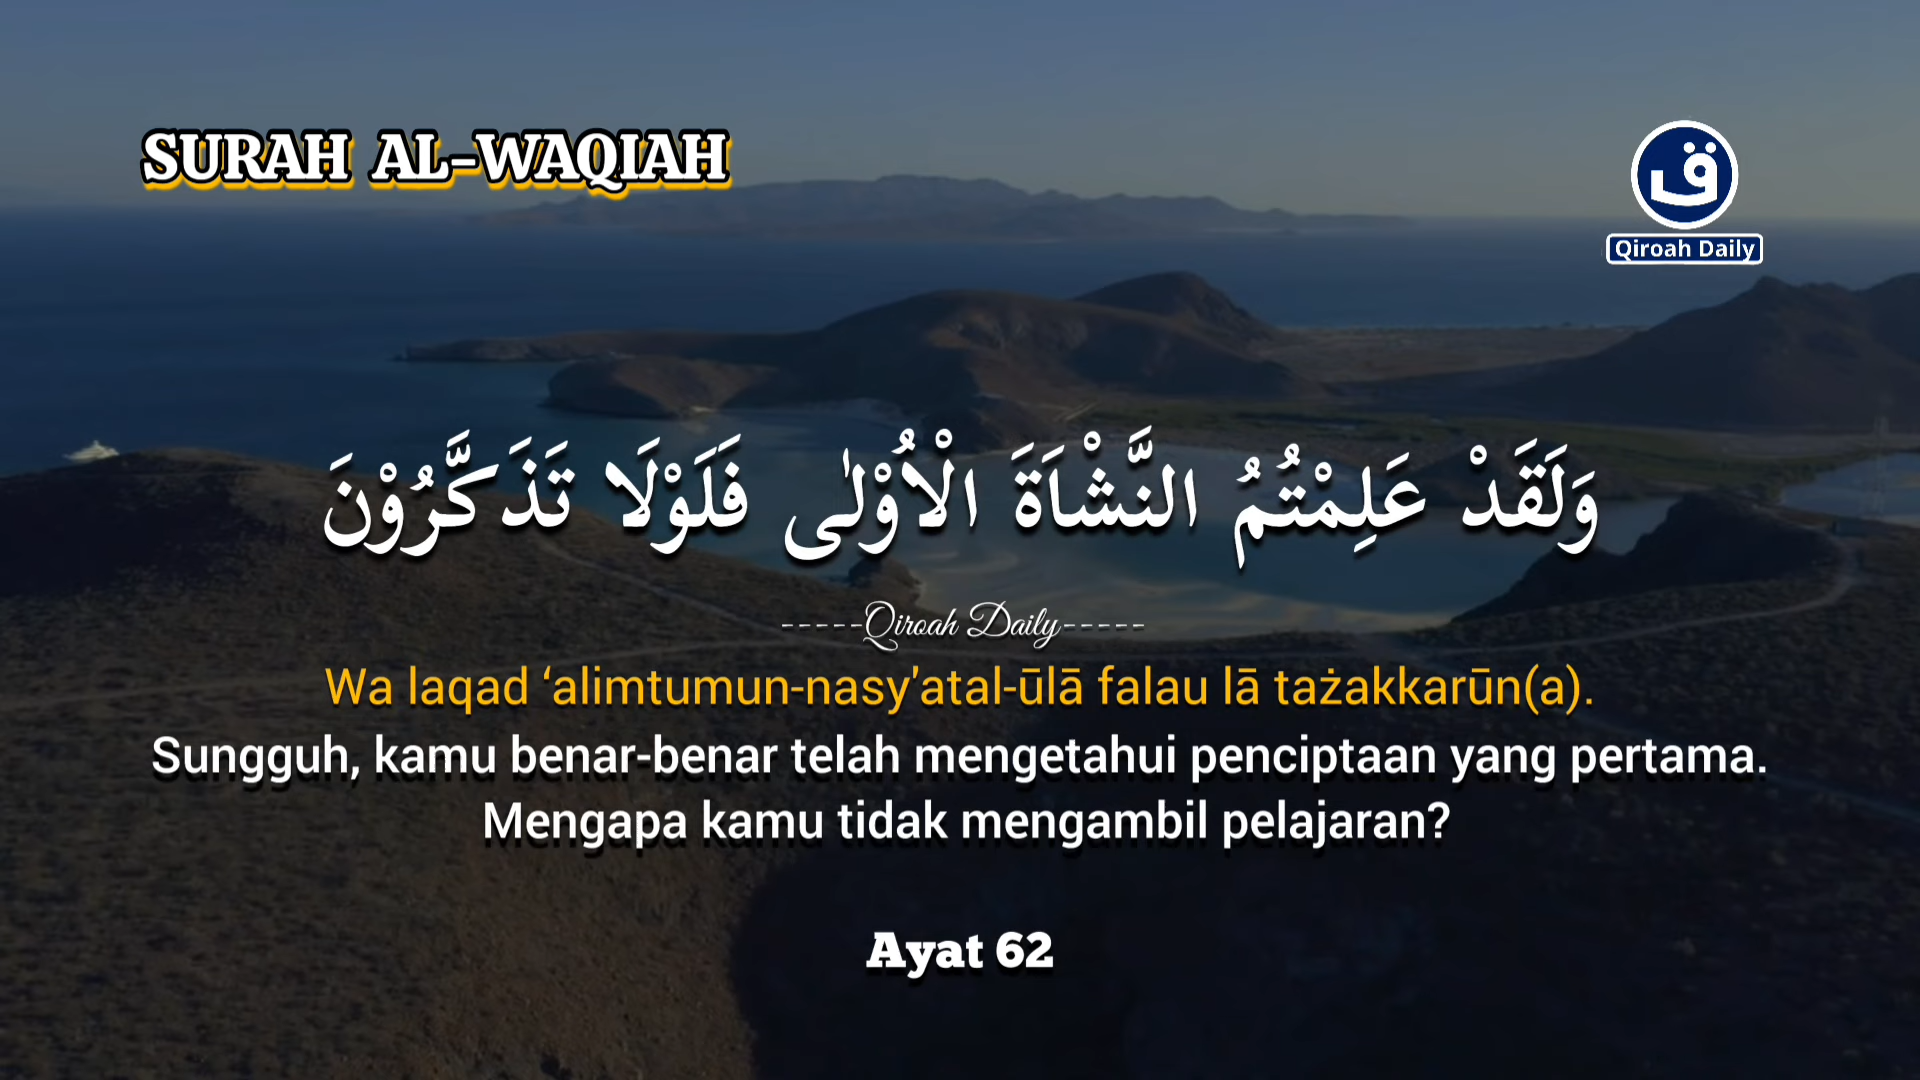 SURAH AL-WAQIAH
ق
Qiroah Daily
وَلَقَدْ عَلِمْتُمُ النَّشْاَةَ الْاُوْلٰى فَلَوْلَا تَذَكَّرُوْنَ
-----Qiroah Daily-----
Wa laqad ‘alimtumun-nasy'atal-ūlā falau lā tażakkarūn(a).
Sungguh, kamu benar-benar telah mengetahui penciptaan yang pertama.
Mengapa kamu tidak mengambil pelajaran?
Ayat 62